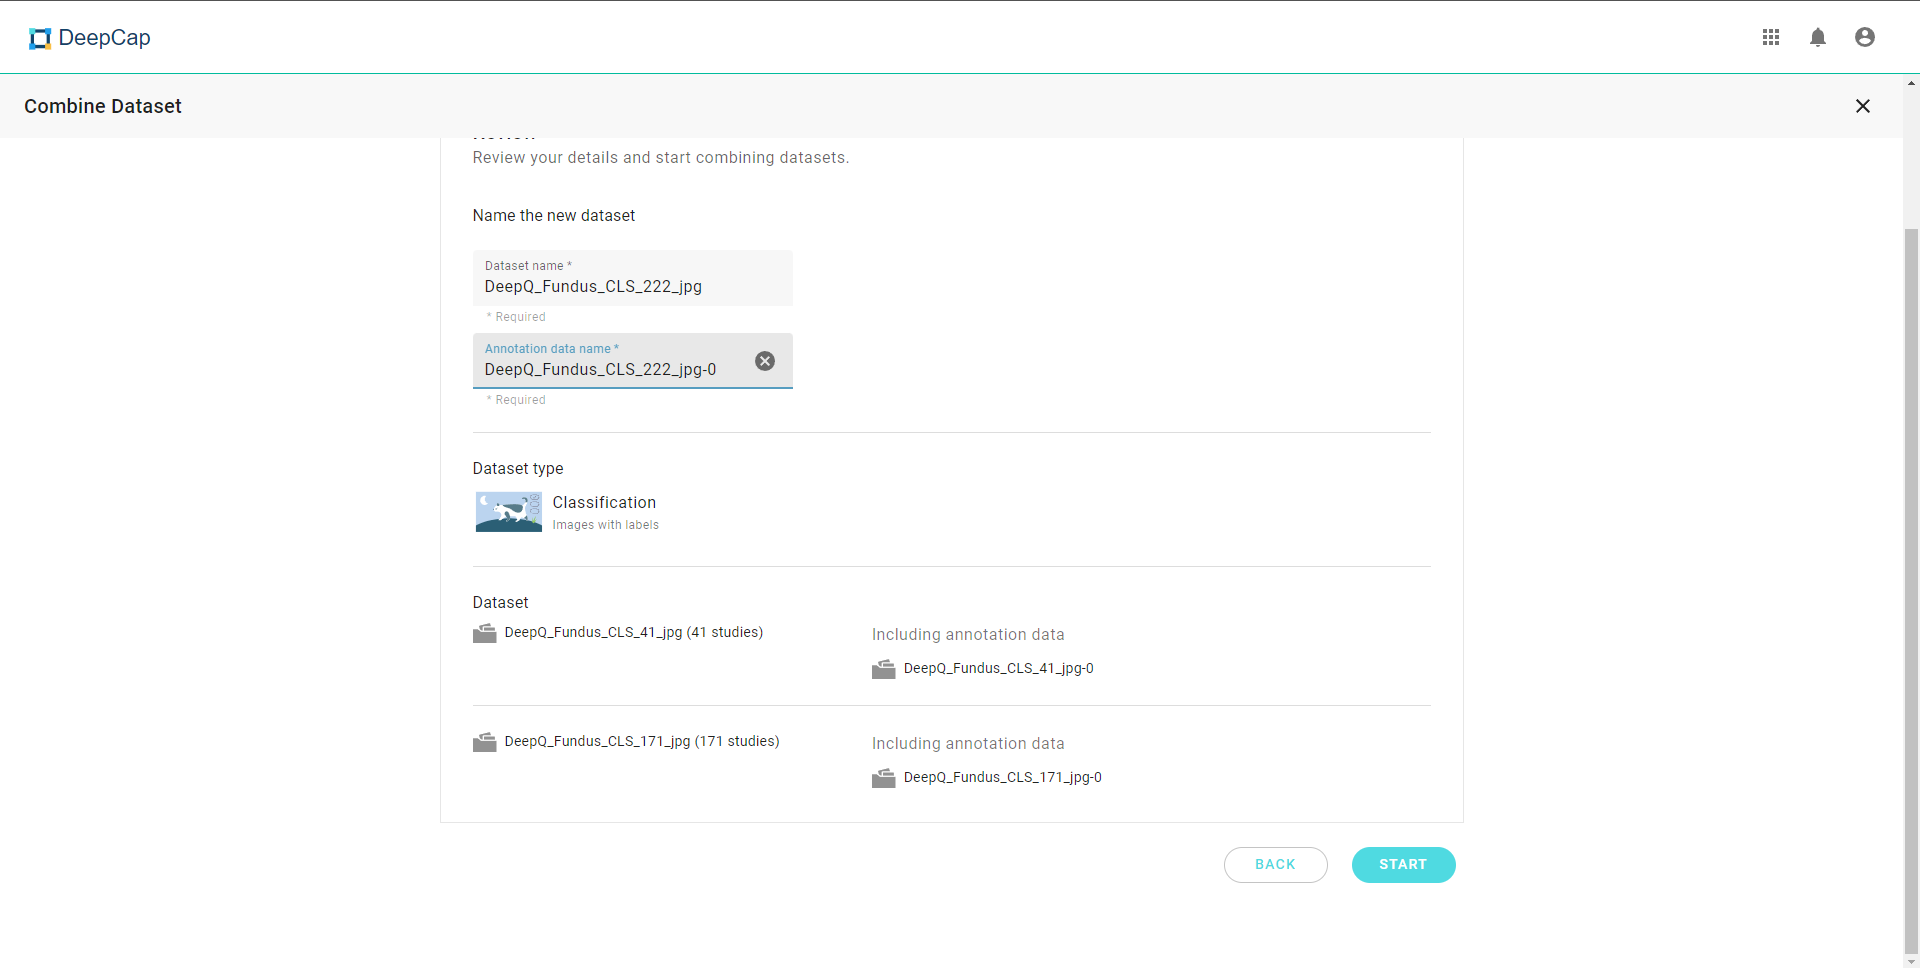 DeepCap
Combine Dataset
Review your details and start combining datasets.
Name the new dataset
Dataset name *
DeepQ_Fundus_CLS_222_jpg
* Required
Annotation data name *
DeepQ_Fundus_CLS_222_jpg-0
* Required
Dataset type
Classification
Images with labels
Dataset
DeepQ_Fundus_CLS_41_jpg (41 studies)
Including annotation data
DeepQ_Fundus_CLS_41_jpg-0
DeepQ_Fundus_CLS_171_jpg (171 studies)
Including annotation data
DeepQ_Fundus_CLS_171_jpg-0
BACK
START